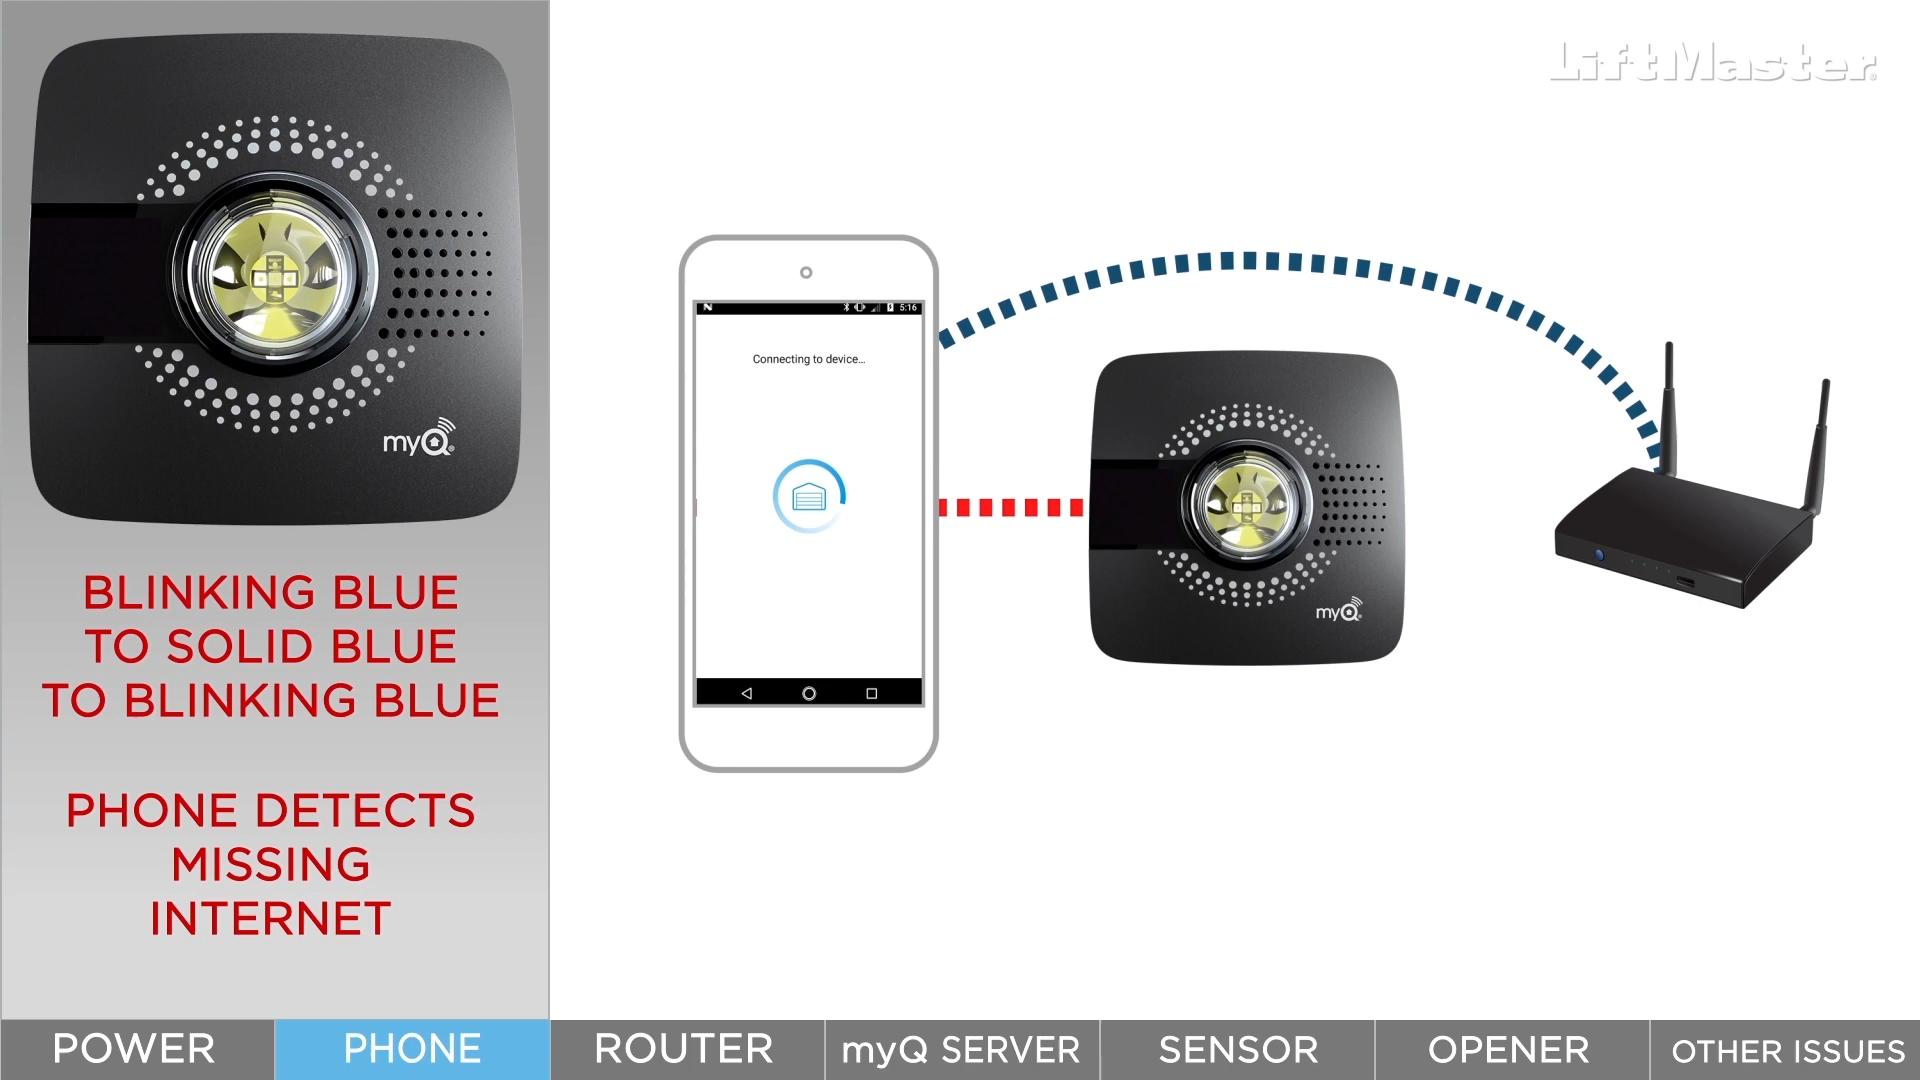 LiftMaster®
myQ®
BLINKING BLUE
TO SOLID BLUE
TO BLINKING BLUE
PHONE DETECTS
MISSING
INTERNET
5:16
Connecting to device...
myQ®
POWER
PHONE
ROUTER
myQ SERVER
SENSOR
OPENER
OTHER ISSUES